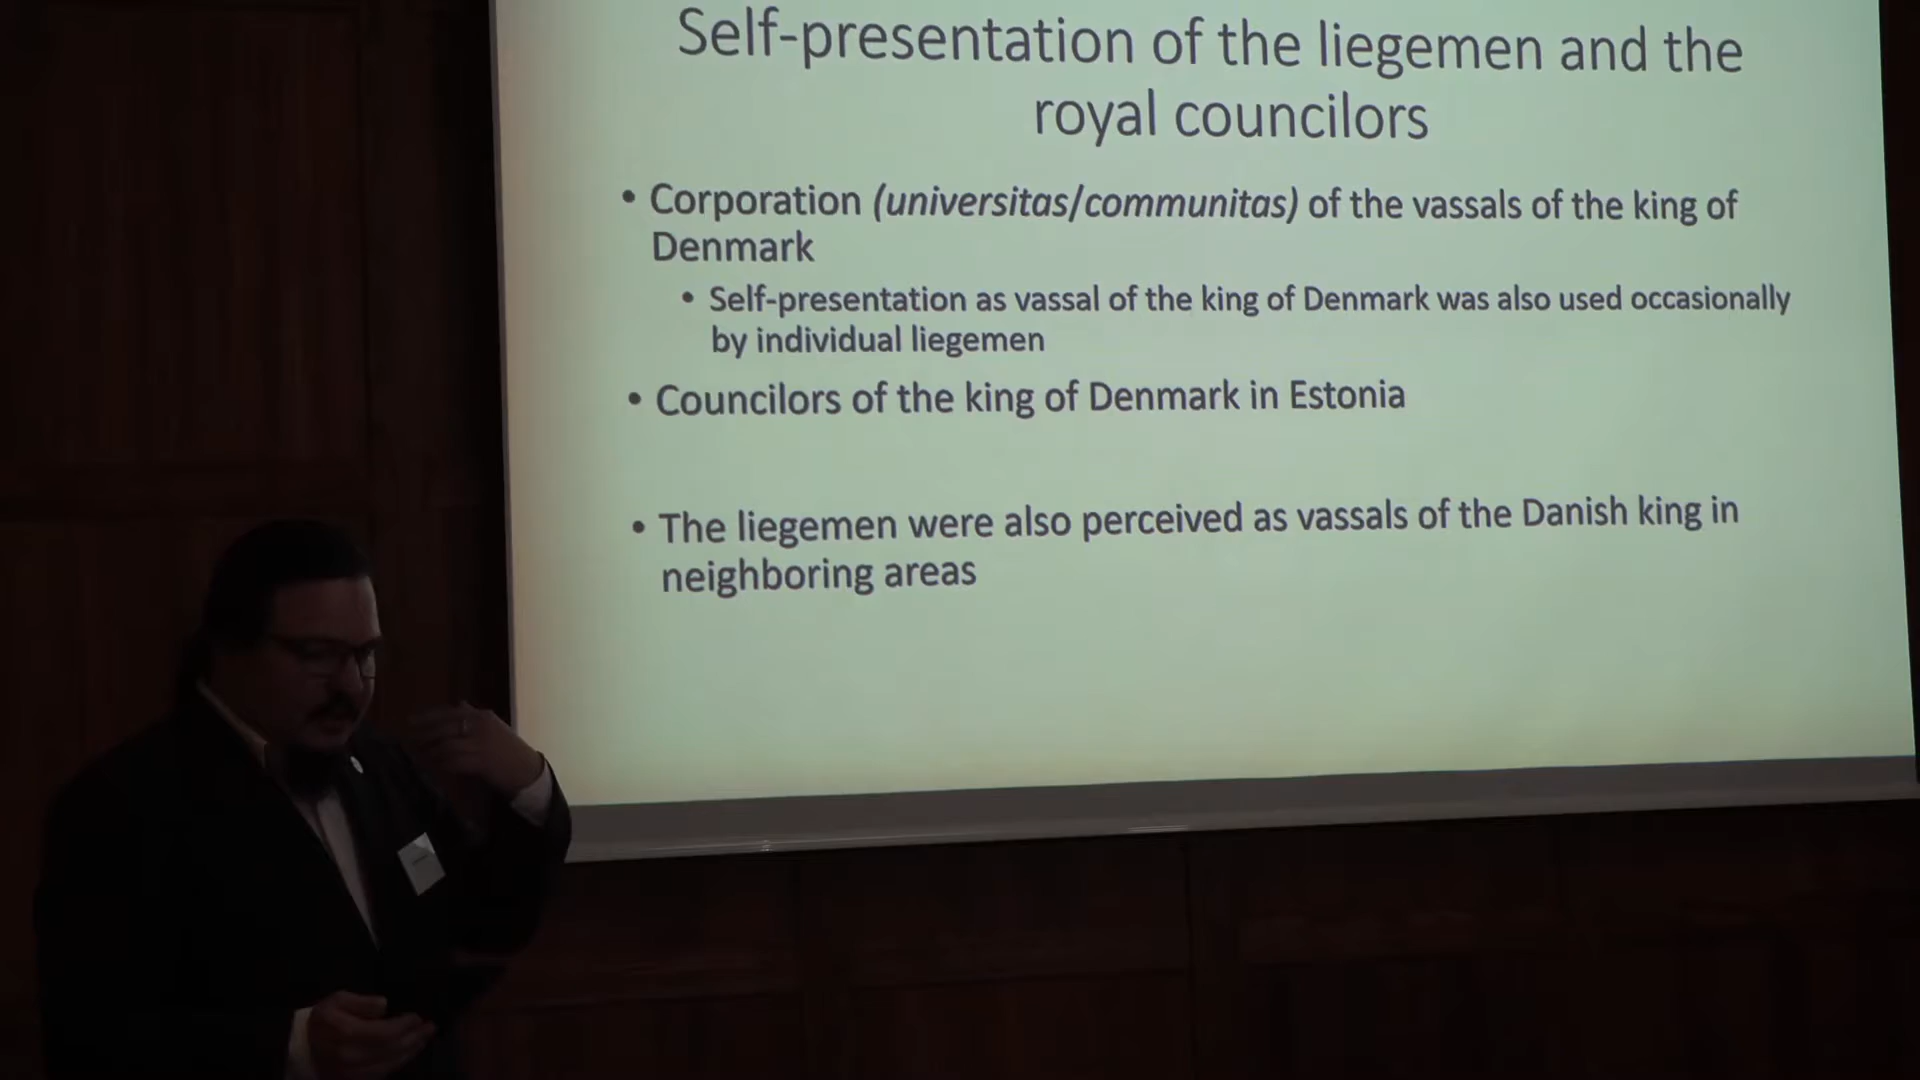 Self-presentation of the liegemen and the
royal councilors
• Corporation (universitas/communitas) of the vassals of the king of
Denmark
• Self-presentation as vassal of the king of Denmark was also used occasionally
by individual liegemen
• Councilors of the king of Denmark in Estonia
• The liegemen were also perceived as vassals of the Danish king in
neighboring areas